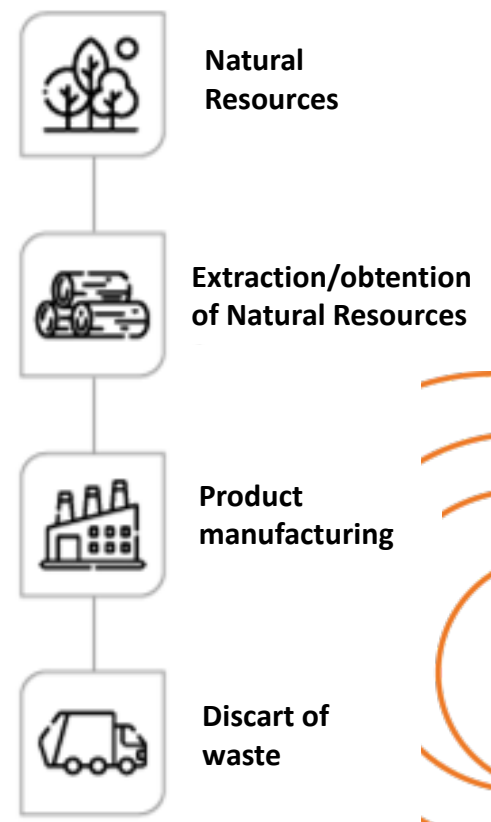 Natural
Resources
Extraction/obtention
of Natural Resources
Product
manufacturing
Discart of
waste